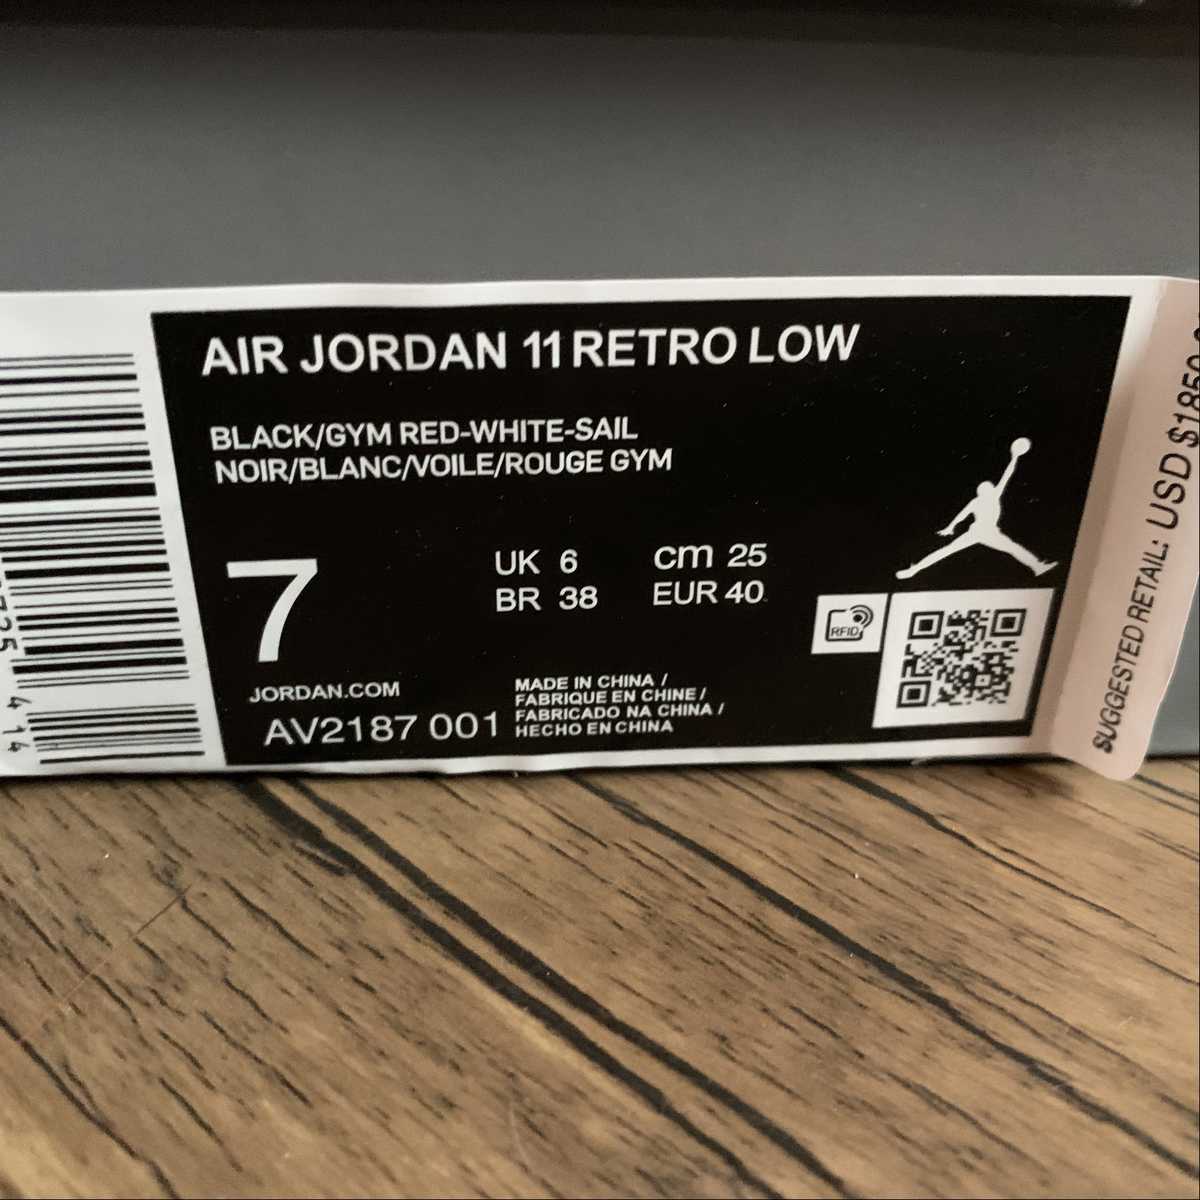 AIR JORDAN 11 RETRO LOW
BLACK/GYM RED-WHITE-SAIL
NOIR/BLANC/VOILE/ROUGE GYM
7
UK 6
cm 25
BR 38
EUR 40
RFID
JORDAN.COM
AV2187 001
MADE IN CHINA /
FABRIQUE EN CHINE /
FABRICADO NA CHINA /
HECHO EN CHINA
SUGGESTED RETAIL: USD
414